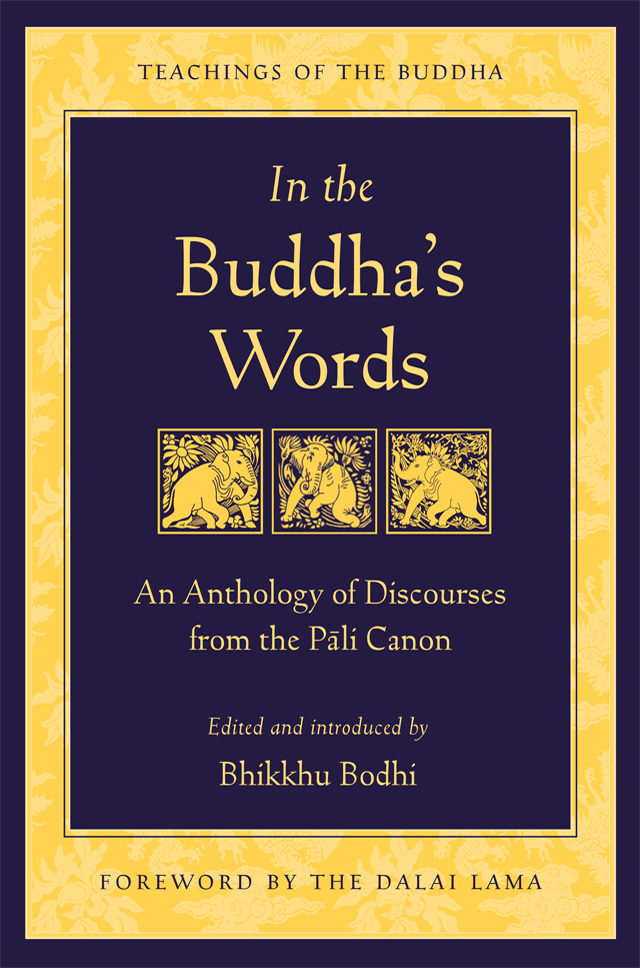 TEACHINGS OF THE BUDDHA
In the
Buddha’s
Words
An Anthology of Discourses
from the Pāli Canon
Edited and introduced by
Bhikkhu Bodhi
FOREWORD BY THE DALAI LAMA